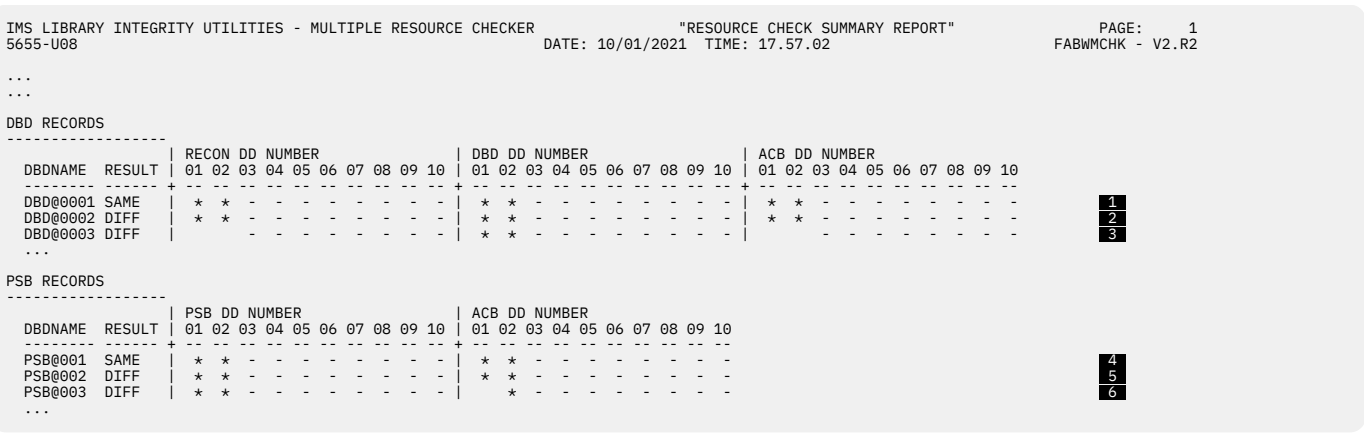 IMS LIBRARY INTEGRITY UTILITIES - MULTIPLE RESOURCE CHECKER                "RESOURCE CHECK SUMMARY REPORT"                PAGE:     1
5655-U08                                                    DATE: 10/01/2021  TIME: 17.57.02                         FABWMCHK - V2.R2
...
...
DBD RECORDS
------------------
                  | RECON DD NUMBER               | DBD DD NUMBER                 | ACB DD NUMBER
  DBDNAME  RESULT | 01 02 03 04 05 06 07 08 09 10 | 01 02 03 04 05 06 07 08 09 10 | 01 02 03 04 05 06 07 08 09 10
  -------- ------ + -- -- -- -- -- -- -- -- -- -- + -- -- -- -- -- -- -- -- -- -- + -- -- -- -- -- -- -- -- -- --
  DBD@0001 SAME   |  *  *  -  -  -  -  -  -  -  - |  *  *  -  -  -  -  -  -  -  - |  *  *  -  -  -  -  -  -  -  -         1
  DBD@0002 DIFF   |  *  *  -  -  -  -  -  -  -  - |  *  *  -  -  -  -  -  -  -  - |  *  *  -  -  -  -  -  -  -  -         2
  DBD@0003 DIFF   |        -  -  -  -  -  -  -  - |  *  *  -  -  -  -  -  -  -  - |        -  -  -  -  -  -  -  -         3
  ...
PSB RECORDS
------------------
                  | PSB DD NUMBER                 | ACB DD NUMBER
  DBDNAME  RESULT | 01 02 03 04 05 06 07 08 09 10 | 01 02 03 04 05 06 07 08 09 10
  -------- ------ + -- -- -- -- -- -- -- -- -- -- + -- -- -- -- -- -- -- -- -- --
  PSB@001  SAME   |  *  *  -  -  -  -  -  -  -  - |  *  *  -  -  -  -  -  -  -  -                                         4
  PSB@002  DIFF   |  *  *  -  -  -  -  -  -  -  - |  *  *  -  -  -  -  -  -  -  -                                         5
  PSB@003  DIFF   |  *  *  -  -  -  -  -  -  -  - |     *  -  -  -  -  -  -  -  -                                         6
  ...